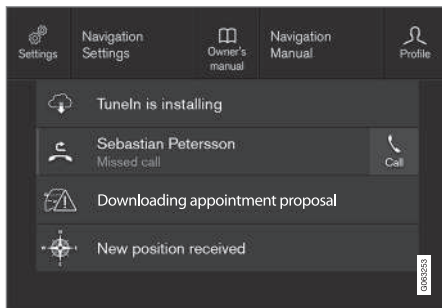 Settings
Navigation
Settings
Owner's
manual
Navigation
Manual
Profile
TuneIn is installing
Sebastian Petersson
Missed call
Call
Downloading appointment proposal
N
W
New position received
G063253